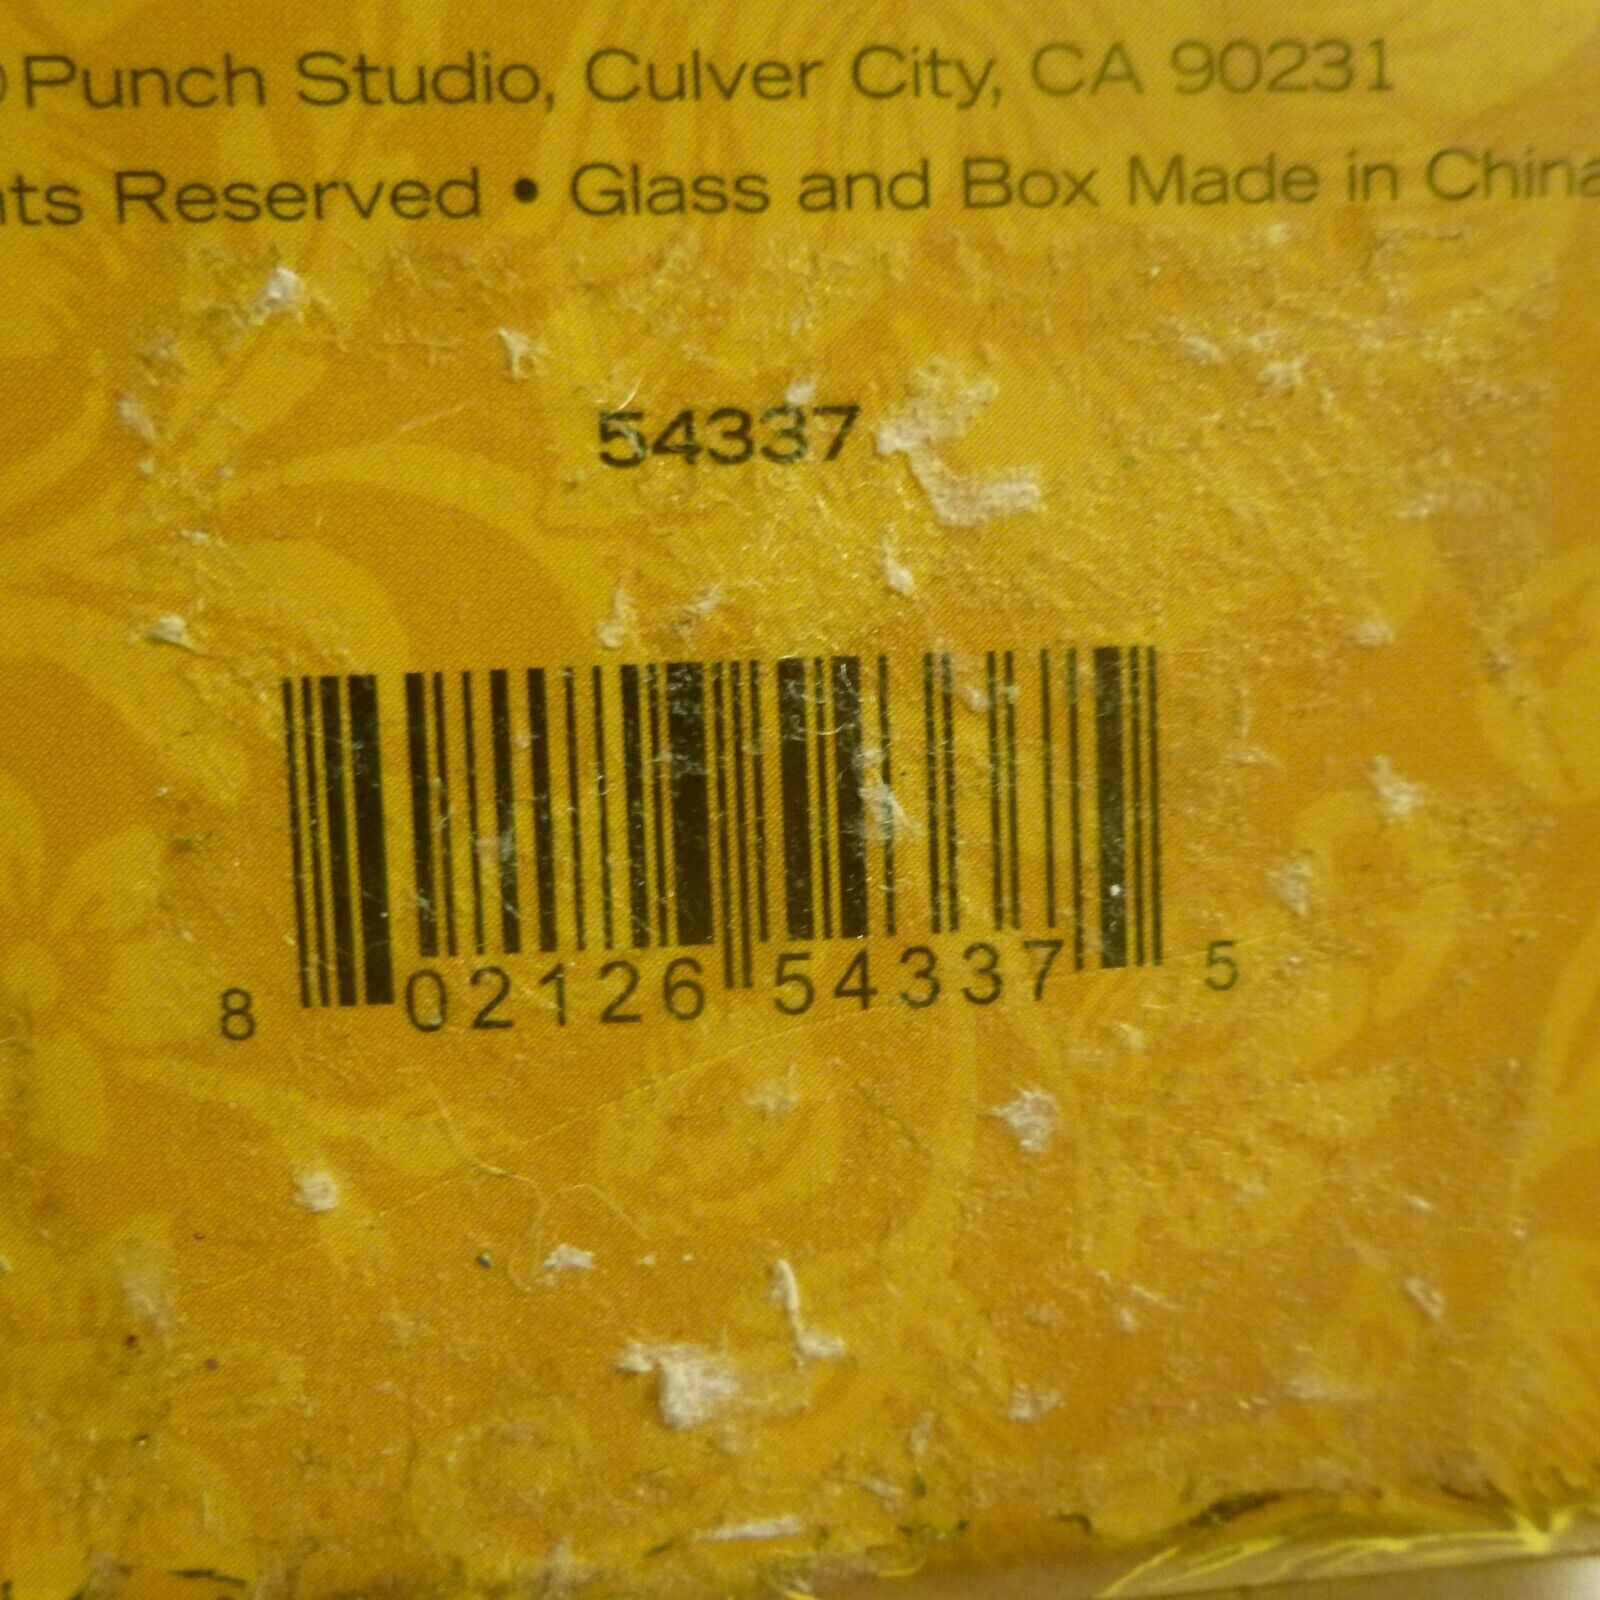 Punch Studio, Culver City, CA 90231
Reserved • Glass and Box Made in China
54337
8 02126 54337 5